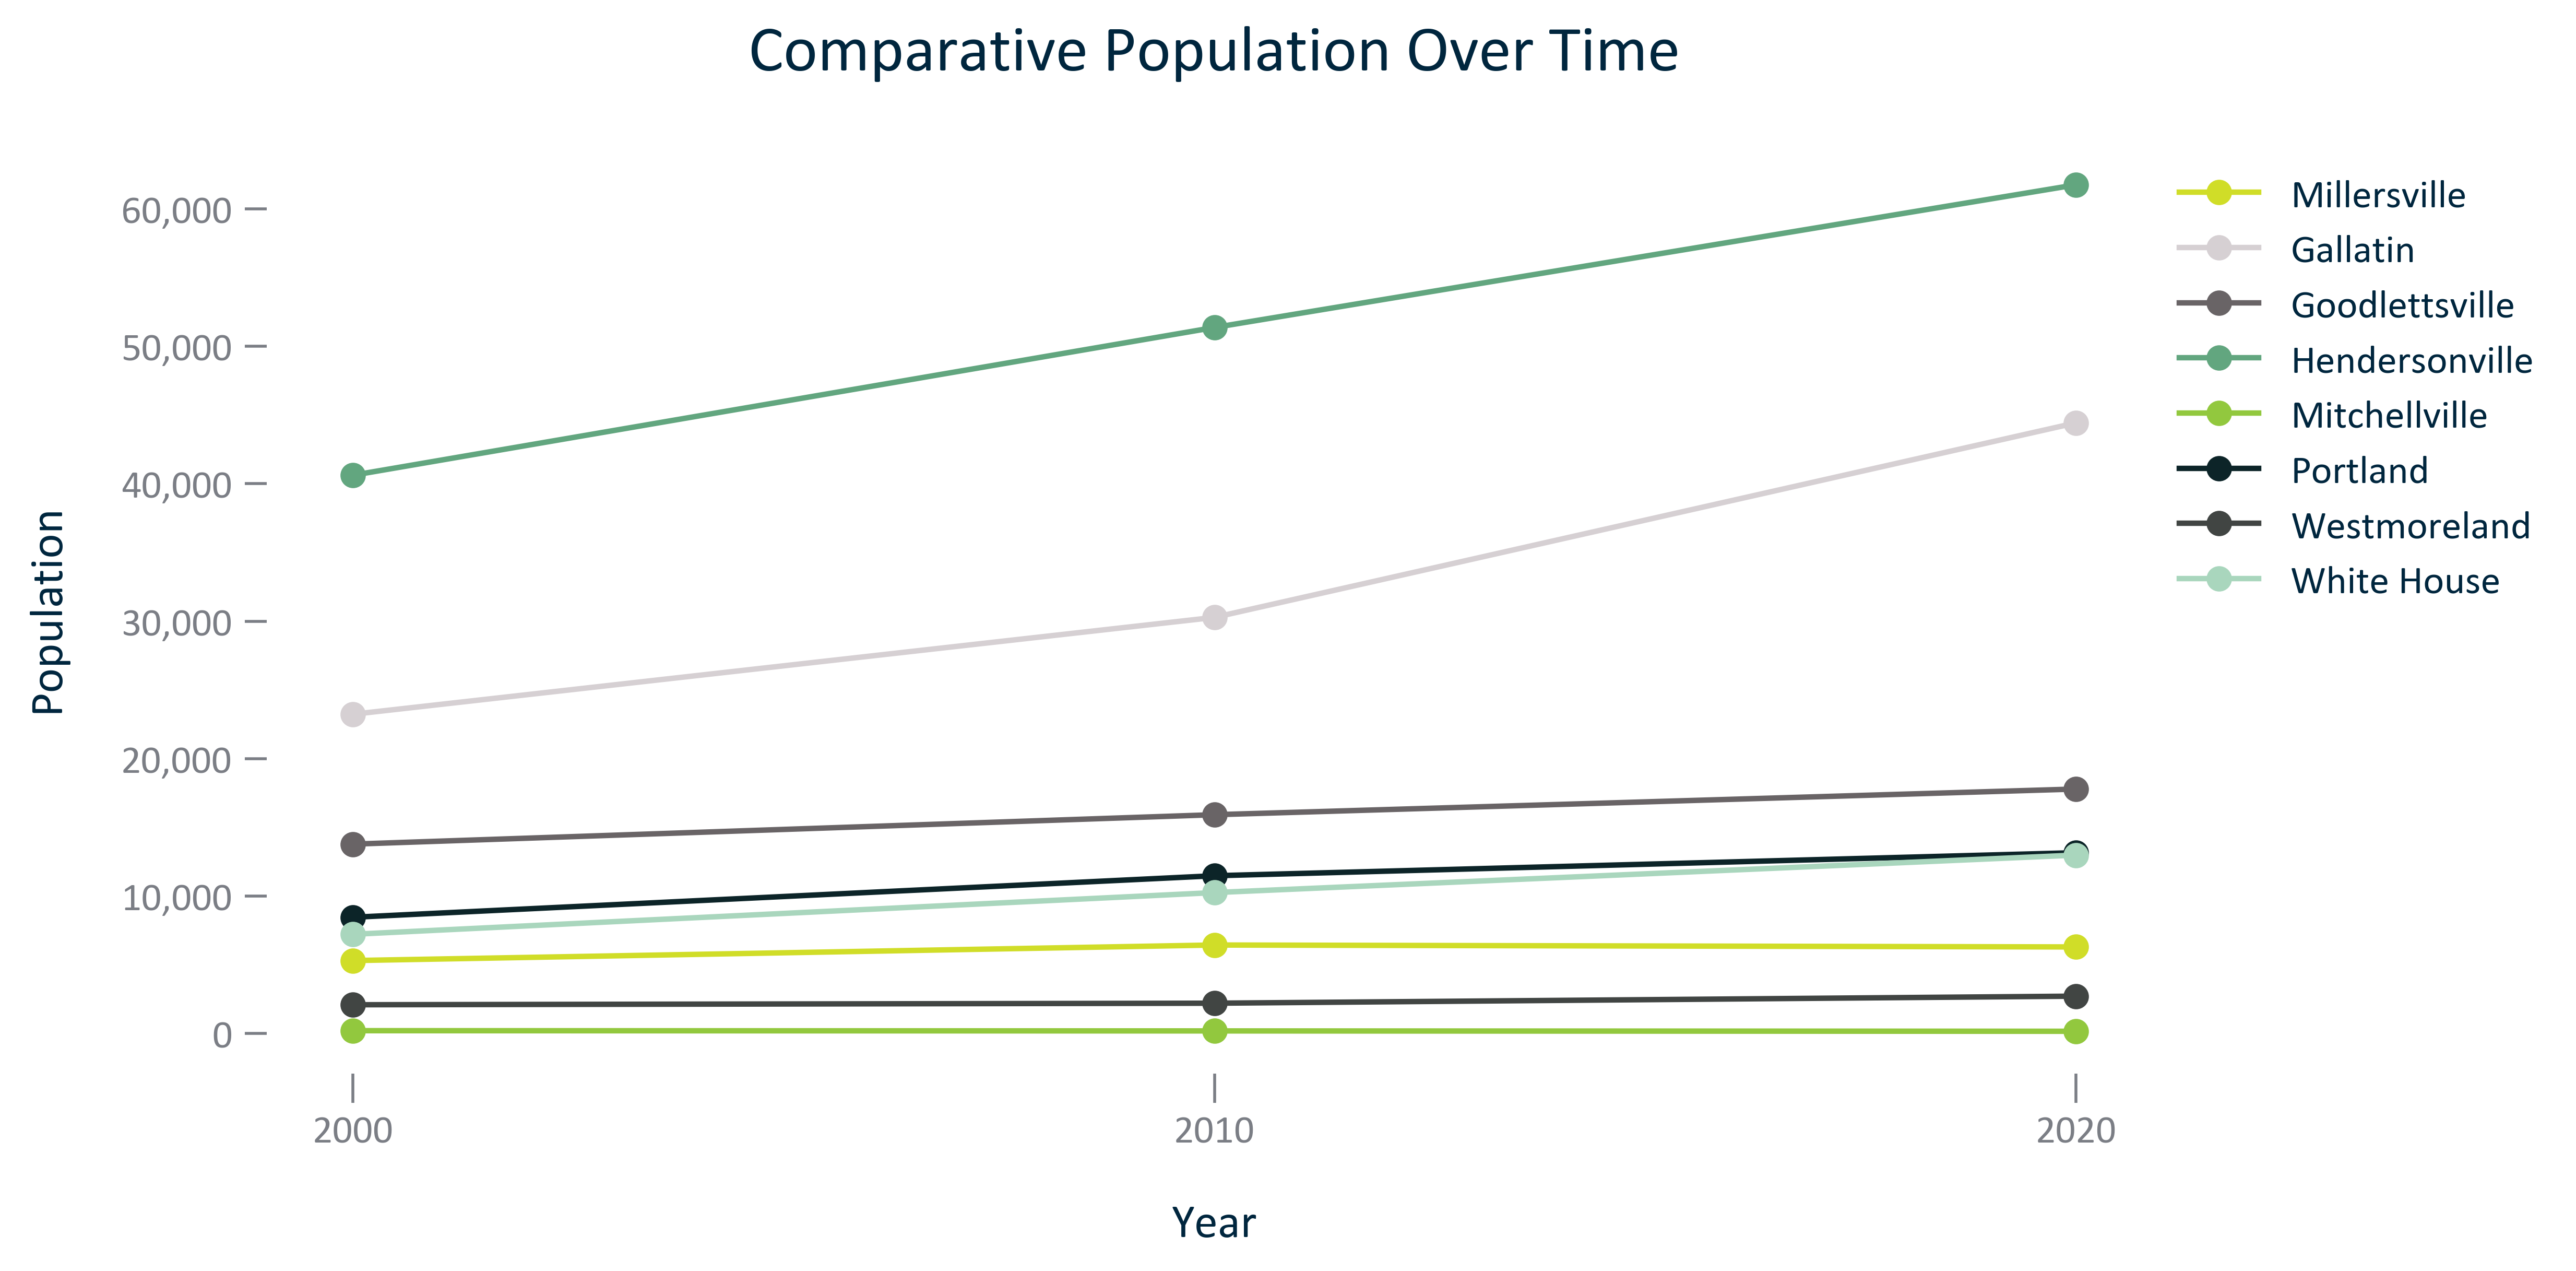 Comparative Population Over Time
Population
60,000
50,000
40,000
30,000
20,000
10,000
0
2000
2010
2020
Year
Millersville
Gallatin
Goodlettsville
Hendersonville
Mitchellville
Portland
Westmoreland
White House